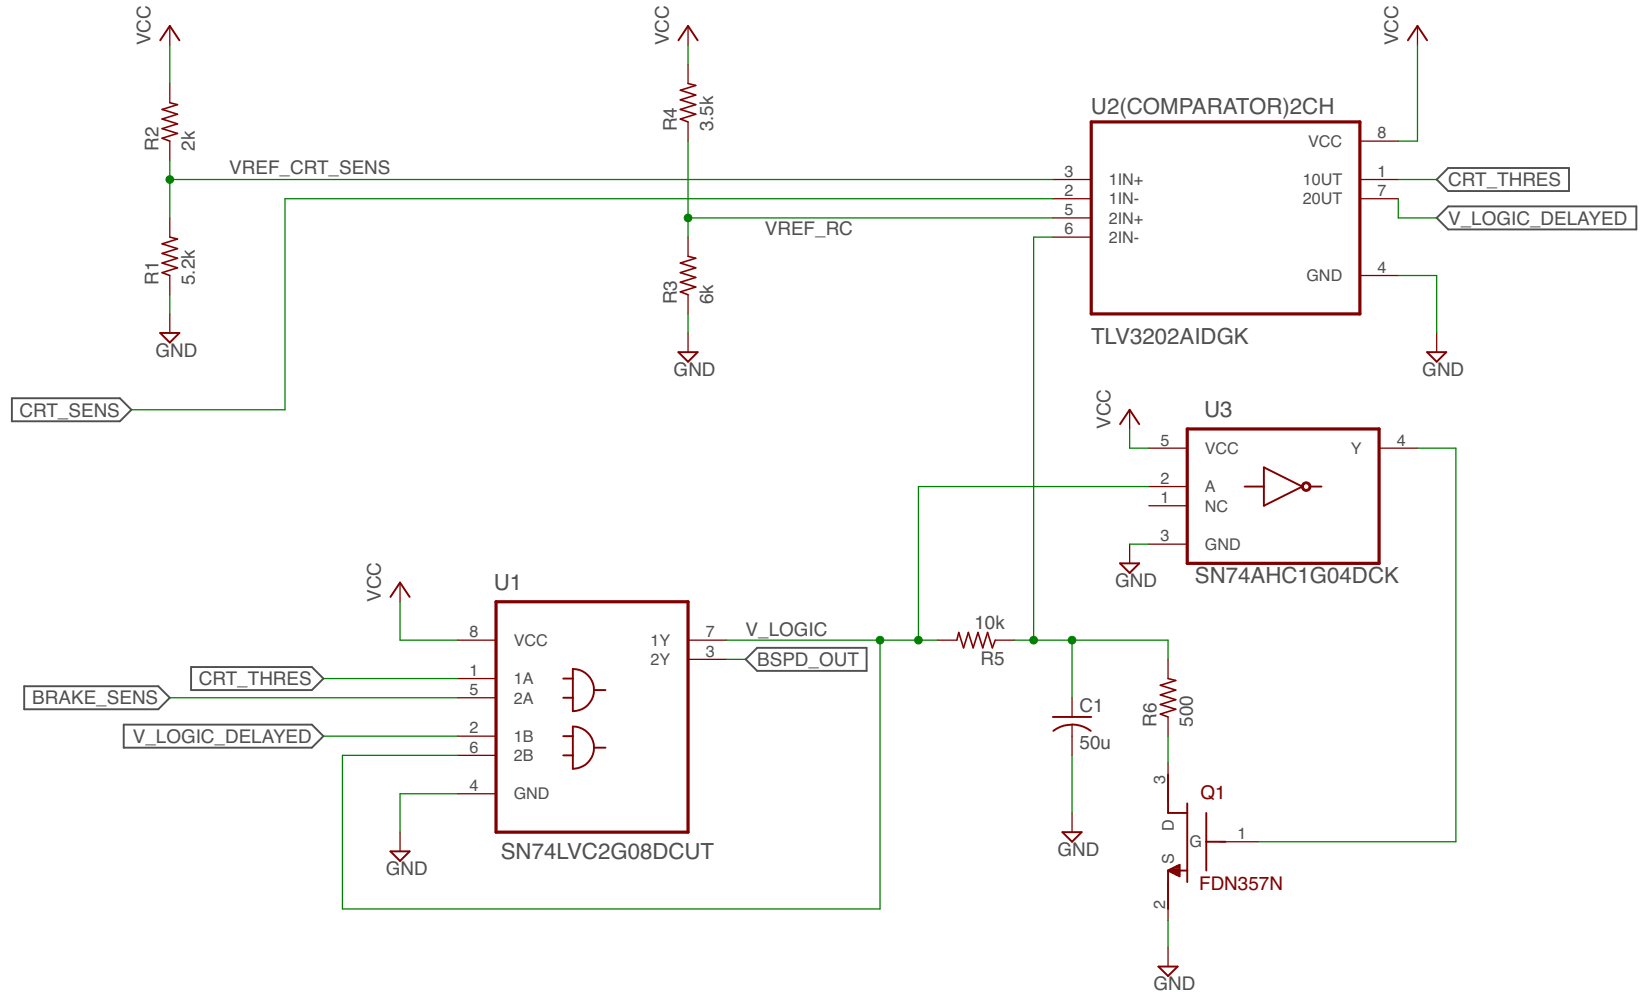 VCC
R2
2k
VREF_CRT_SENS
R1
5.2k
GND
CRT_SENS
VCC
R4
3.5k
VREF_RC
R3
6k
GND
VCC
U2(COMPARATOR)2CH
VCC 8
3 1IN+
1OUT 1
CRT_THRES
2 1IN-
2OUT 7
5 2IN+
V_LOGIC_DELAYED
6 2IN-
GND 4
TLV3202AIDGK
GND
VCC
U3
5 VCC
Y 4
2 A
1 NC
3 GND
GND
SN74AHC1G04DCK
VCC
U1
8 VCC
1Y 7
V_LOGIC
2Y 3
BSPD_OUT
CRT_THRES
1 1A
BRAKE_SENS
5 2A
V_LOGIC_DELAYED
2 1B
6 2B
4 GND
GND
SN74LVC2G08DCUT
10k
R5
C1
50u
GND
R6
500
3
D
Q1
G
1
S
FDN357N
2
GND